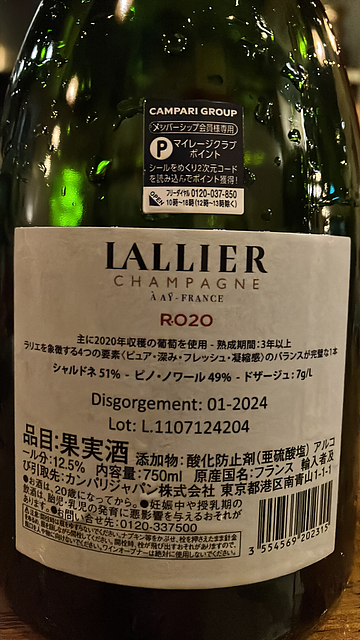 CAMPARI GROUP
メンバーシップ会員様専用
P マイレージクラブ
ポイント
シールをめくり2次元コード
を読み込んでポイント獲得!
OPEN フリーダイヤル 0120-037-850
10時~16時(12時~13時除く)
LALLIER
CHAMPAGNE
À AŸ-FRANCE
R.020
主に2020年収穫の葡萄を使用 - 熟成期間:3年以上
ラリエを象徴する4つの要素〈ピュア・深み・フレッシュ・凝縮感〉のバランスが完璧な1本
シャルドネ 51% - ピノ・ノワール 49% - ドザージュ:7g/L
Disgorgement: 01-2024
Lot: L.1107124204
品目:果実酒 添加物:酸化防止剤(亜硫酸塩) アルコ
ール分:12.5% 内容量:750ml 原産国名:フランス 輸入者及
び引取先:カンパリジャパン株式会社 東京都港区南青山1-1-1
●お酒は、20歳になってから。●妊娠中や授乳期の
飲酒は、胎児・乳児の発育に悪影響を与えるおそれが
あります。●お問い合せ先:0120-337500
3 554569 202315